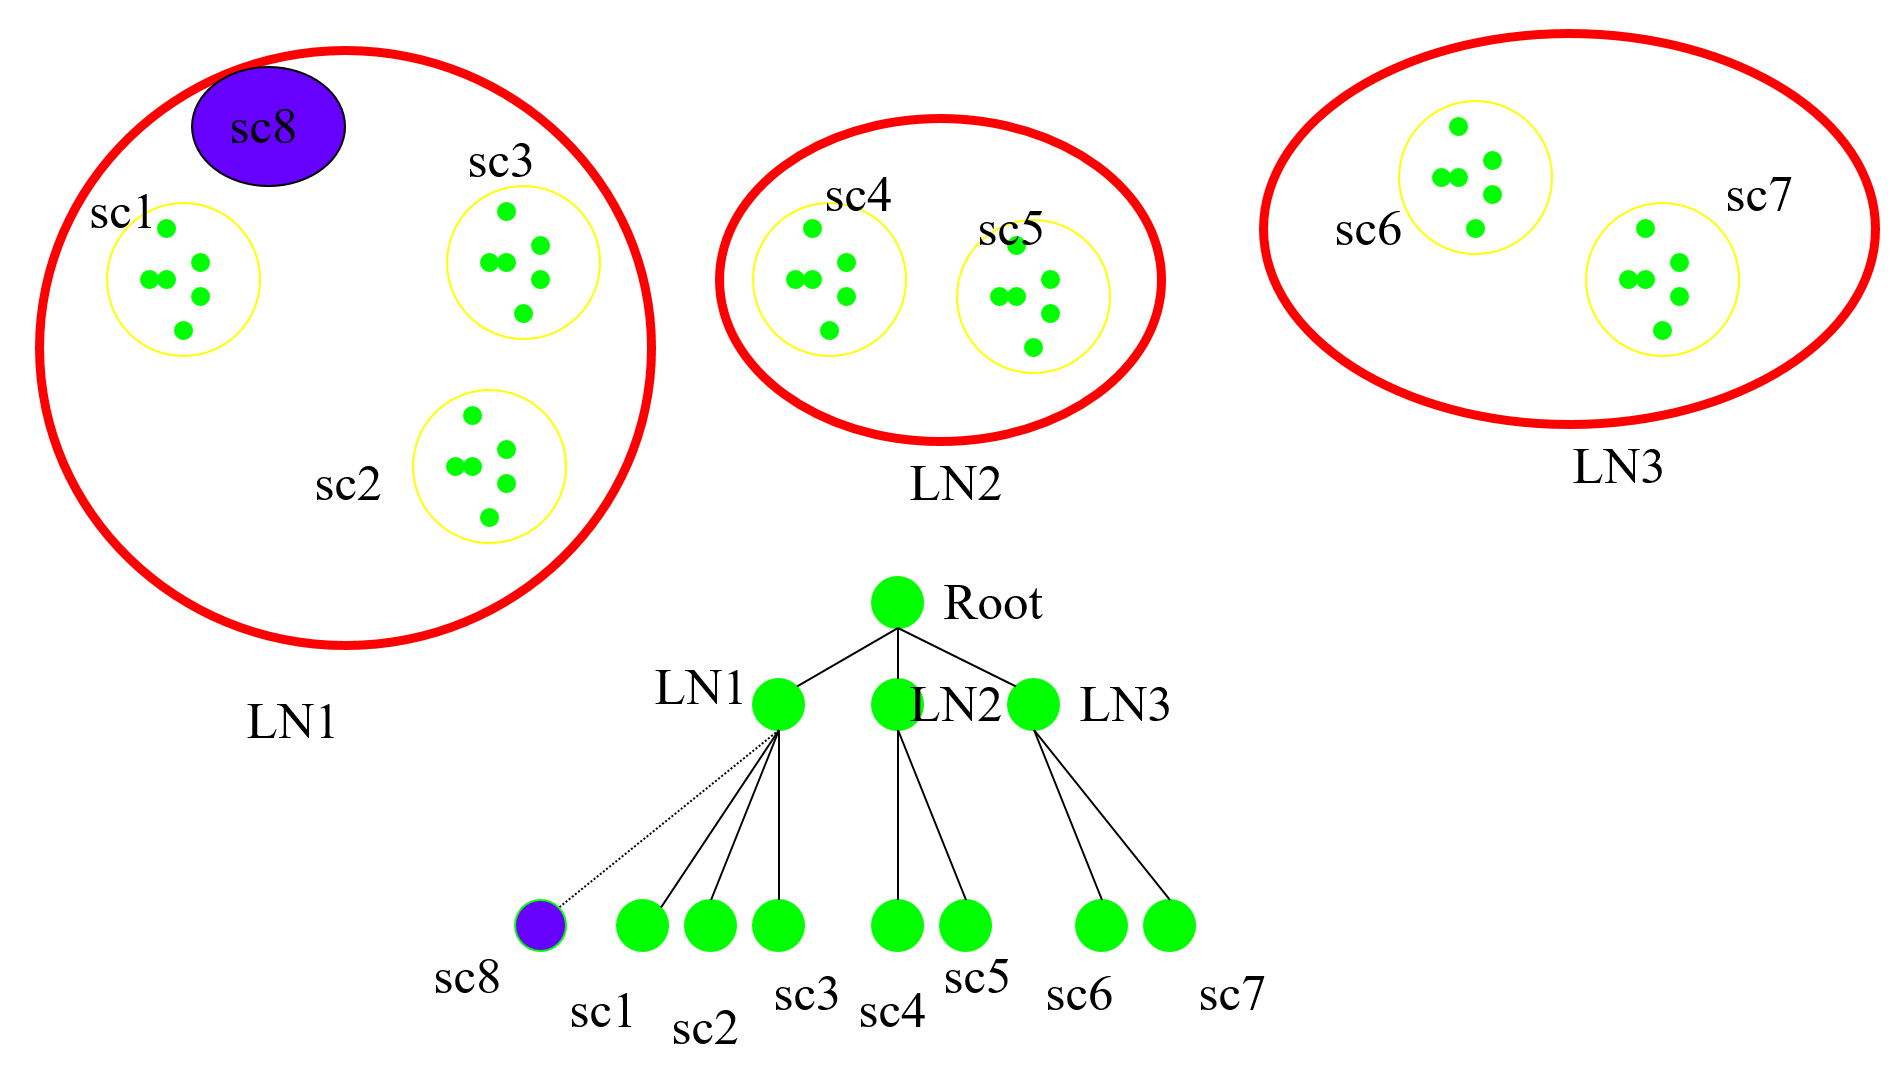 sc8
sc3
sc1
sc2
LN1
sc4
sc5
LN2
sc6
sc7
LN3
Root
LN1
LN2
LN3
sc8
sc1
sc2
sc3
sc4
sc5
sc6
sc7